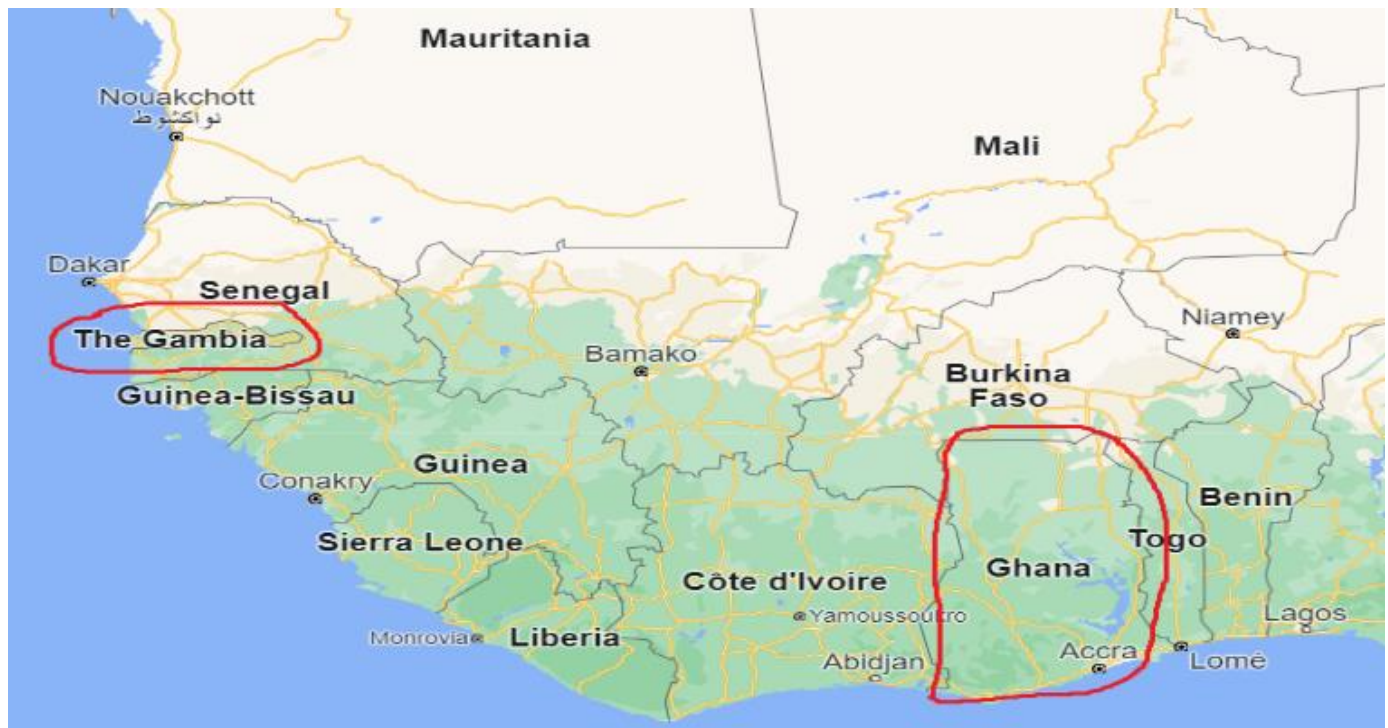 Mauritania
Nouakchott
نواكشوط
Mali
Dakar
Senegal
The Gambia
Niamey
Bamako
Burkina
Faso
Guinea-Bissau
Guinea
Conakry
Benin
Sierra Leone
Togo
Ghana
Côte d'Ivoire
Yamoussoukro
Lagos
Monrovia
Liberia
Accra
Abidjan
Lomé